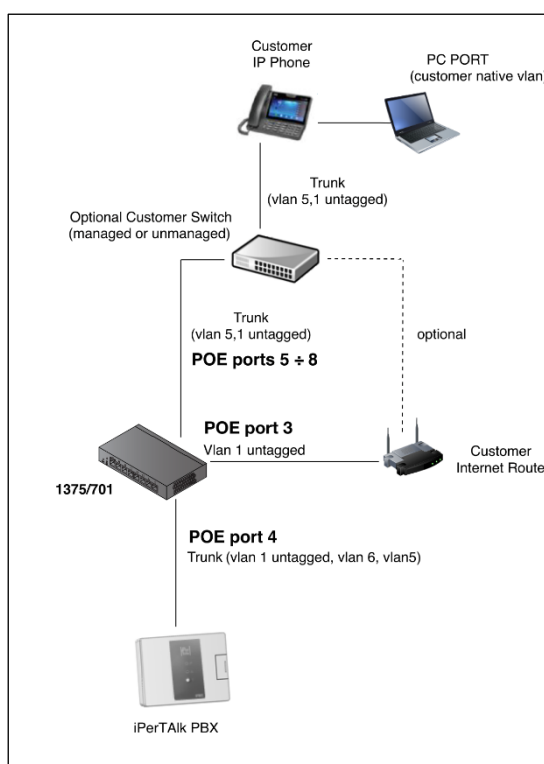 Customer
IP Phone
PC PORT
(customer native vlan)
Trunk
(vlan 5,1 untagged)
Optional Customer Switch
(managed or unmanaged)
Trunk
(vlan 5,1 untagged)
optional
POE ports 5 ÷ 8
POE port 3
Vlan 1 untagged
Customer
Internet Route
1375/701
POE port 4
Trunk (vlan 1 untagged, vlan 6, vlan5)
iPerTAlk PBX